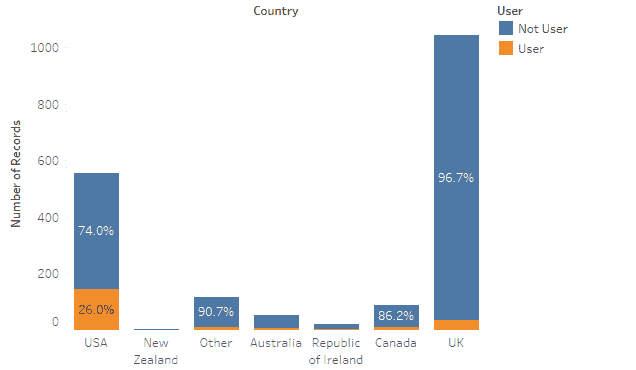 Country
User
Not User
User
Number of Records
1000
800
600
400
200
0
74.0%
26.0%
90.7%
86.2%
96.7%
USA
New
Zealand
Other
Australia
Republic
of Ireland
Canada
UK